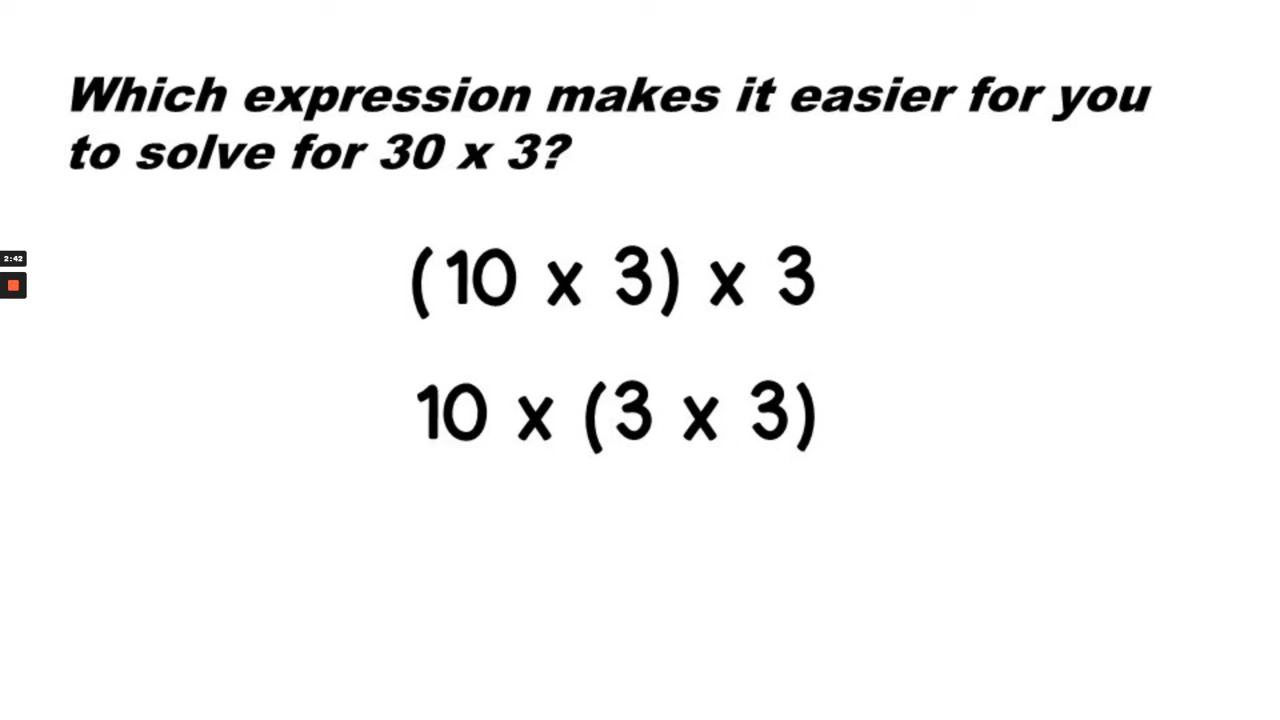 Which expression makes it easier for you
to solve for 30 x 3?
2:42
(10 x 3) x 3
10 x (3 x 3)